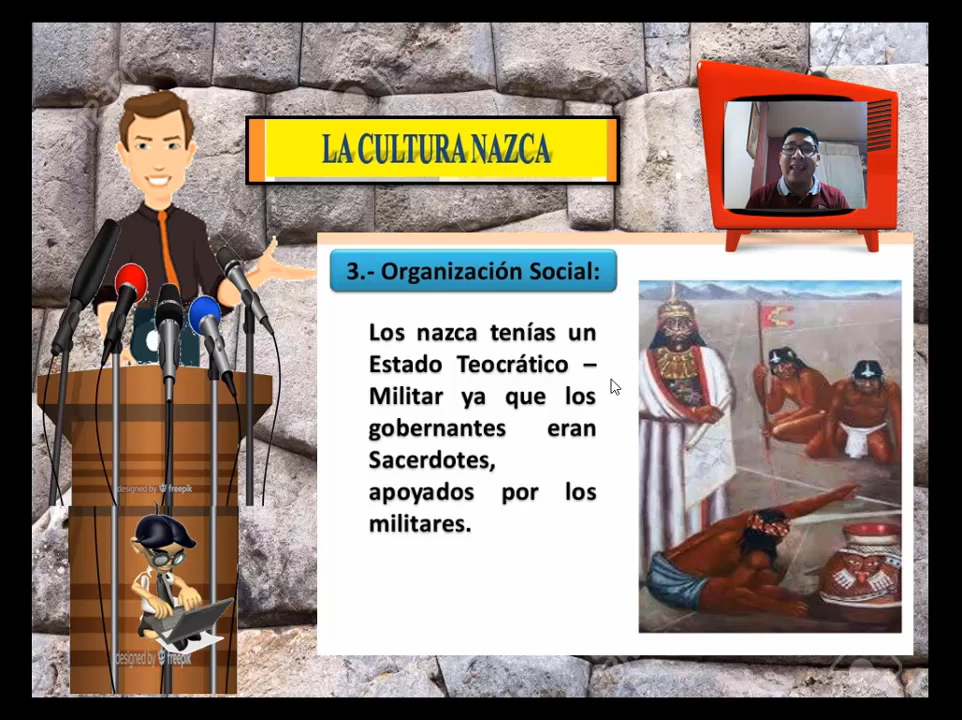 LA CULTURA NAZCA
3.- Organización Social:
Los nazca tenías un
Estado Teocrático –
Militar ya que los
gobernantes eran
Sacerdotes,
apoyados por los
militares.
designed by freepik
designed by freepik